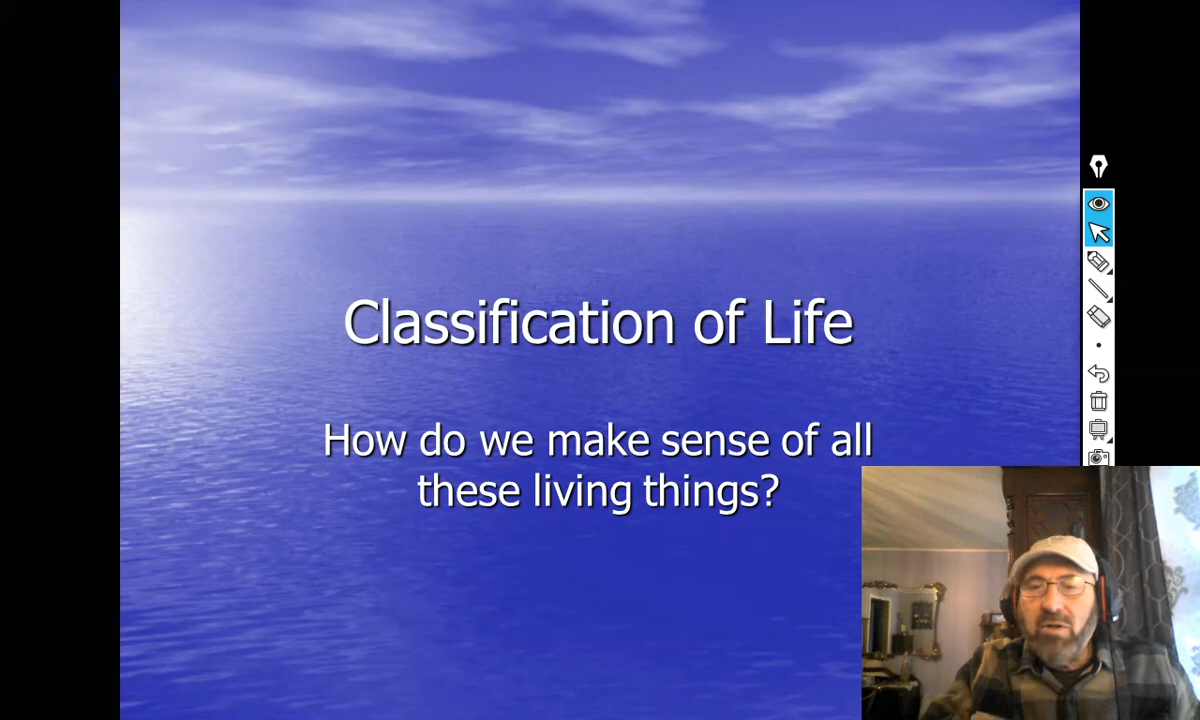 Classification of Life
How do we make sense of all
these living things?